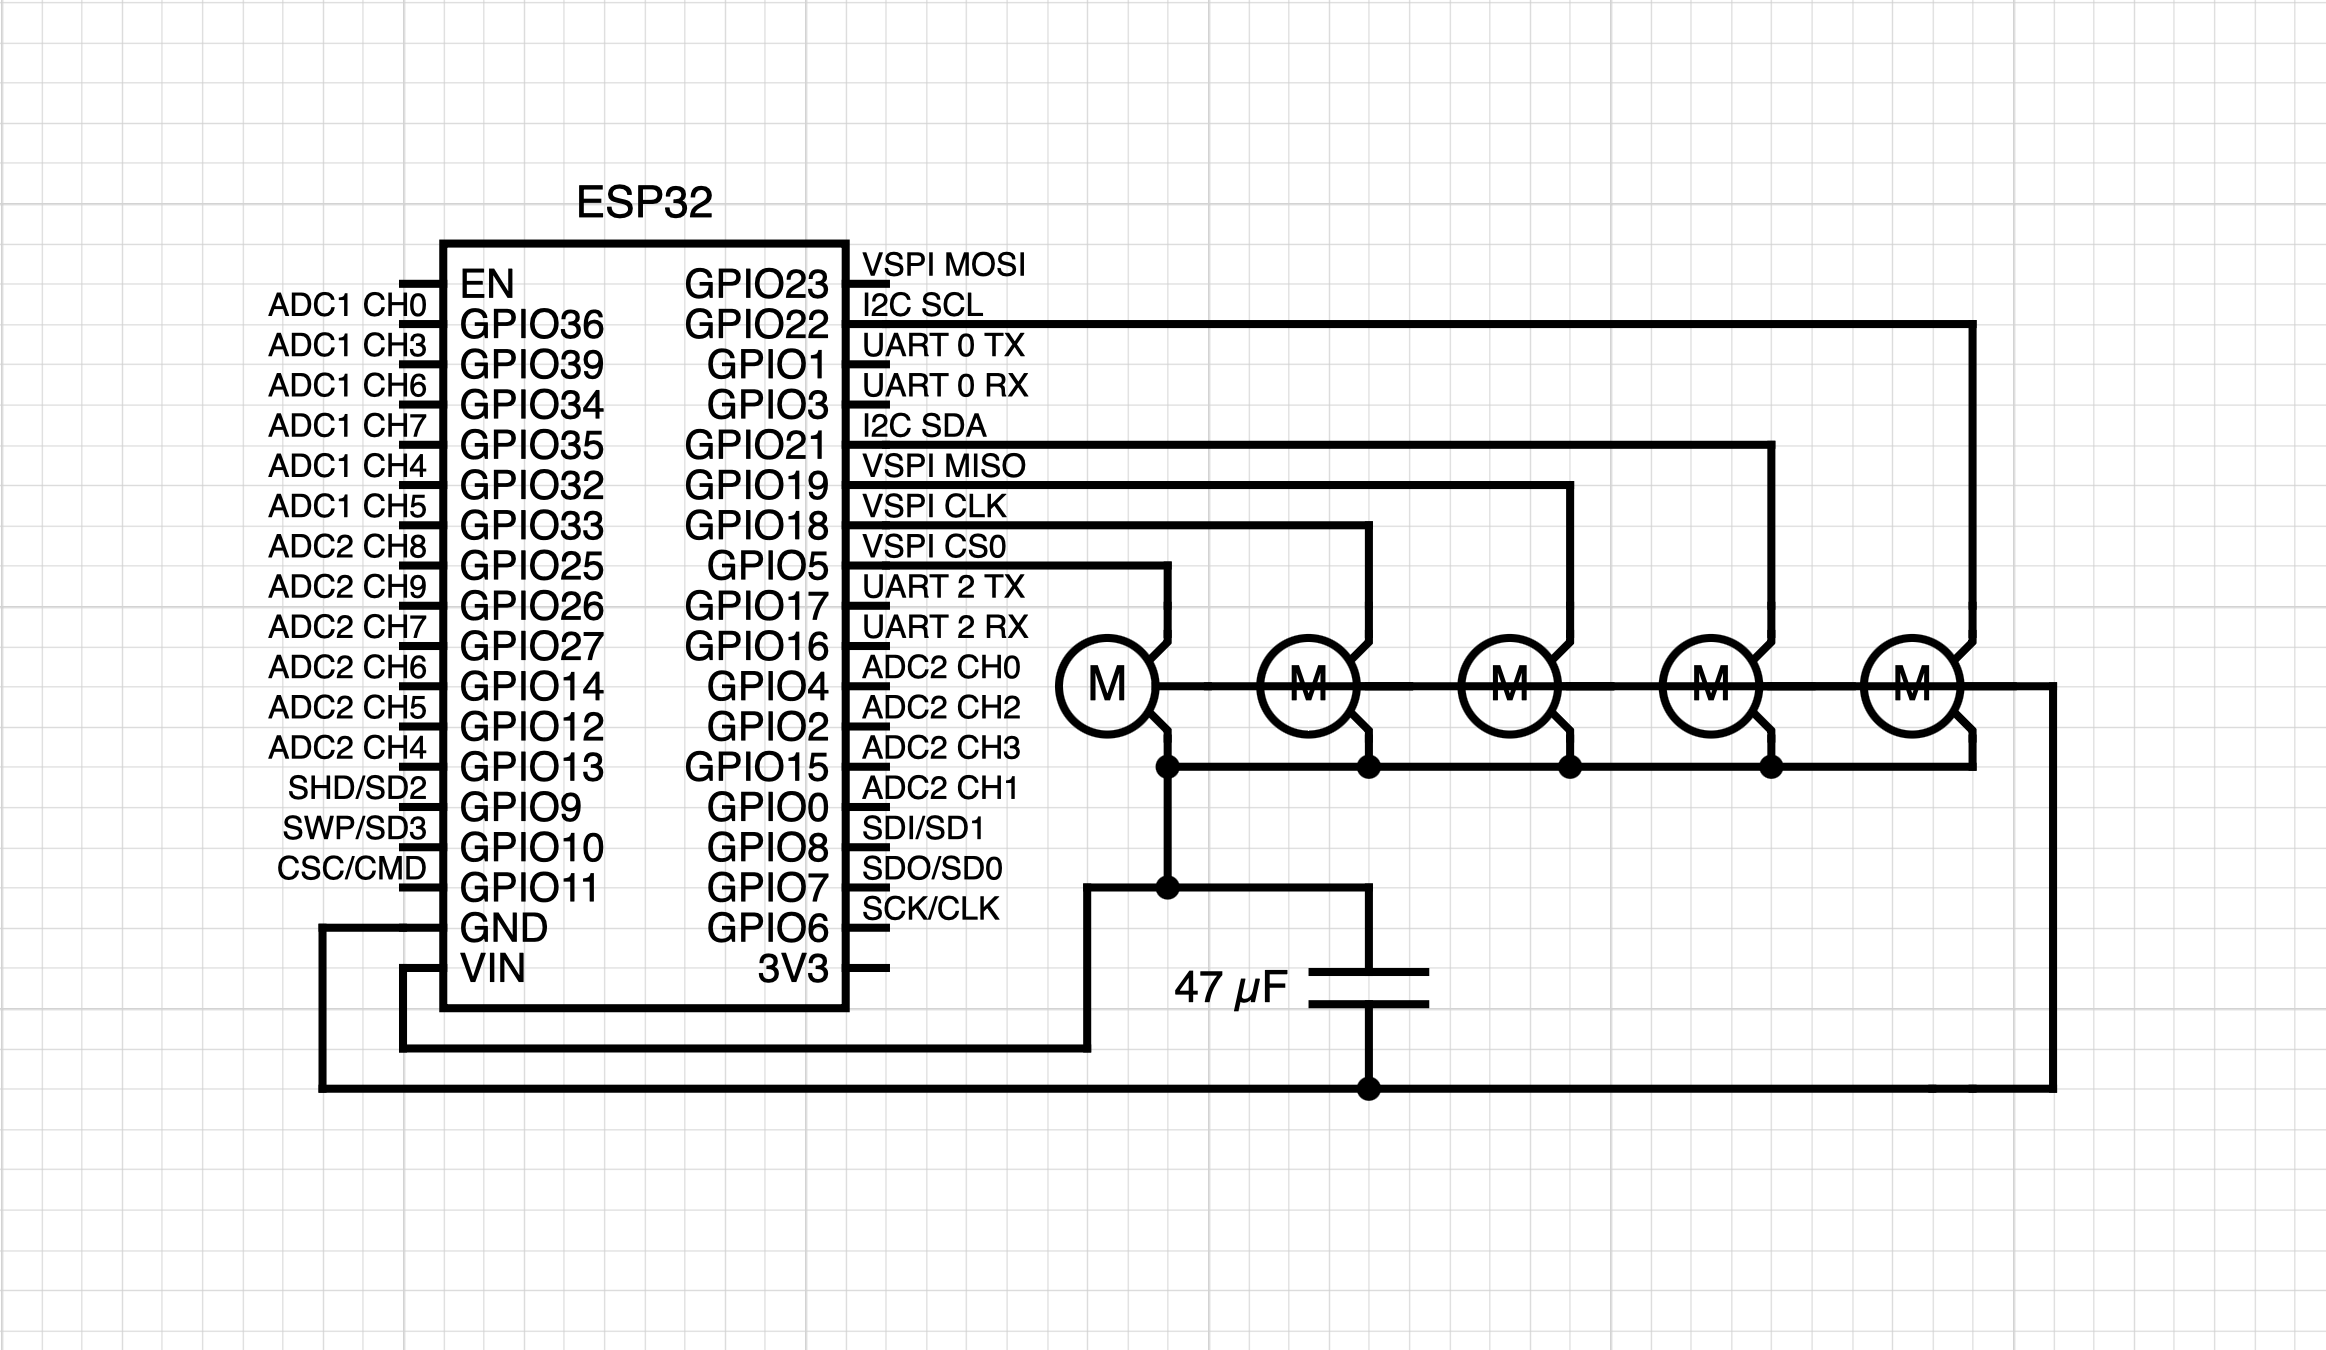 ESP32
VSPI MOSI
EN GPIO23
ADC1 CH0 I2C SCL
GPIO36 GPIO22
ADC1 CH3 UART 0 TX
GPIO39 GPIO1
ADC1 CH6 UART 0 RX
GPIO34 GPIO3
ADC1 CH7 I2C SDA
GPIO35 GPIO21
ADC1 CH4 VSPI MISO
GPIO32 GPIO19
ADC1 CH5 VSPI CLK
GPIO33 GPIO18
ADC2 CH8 VSPI CS0
GPIO25 GPIO5
ADC2 CH9 UART 2 TX
GPIO26 GPIO17
ADC2 CH7 UART 2 RX
GPIO27 GPIO16
ADC2 CH6 ADC2 CH0
GPIO14 GPIO4 M M M M M
ADC2 CH5 ADC2 CH2
GPIO12 GPIO2
ADC2 CH4 ADC2 CH3
GPIO13 GPIO15
SHD/SD2 ADC2 CH1
GPIO9 GPIO0
SWP/SD3 SDI/SD1
GPIO10 GPIO8
CSC/CMD SDO/SD0
GPIO11 GPIO7
SCK/CLK
GND GPIO6
VIN 3V3
47 µF